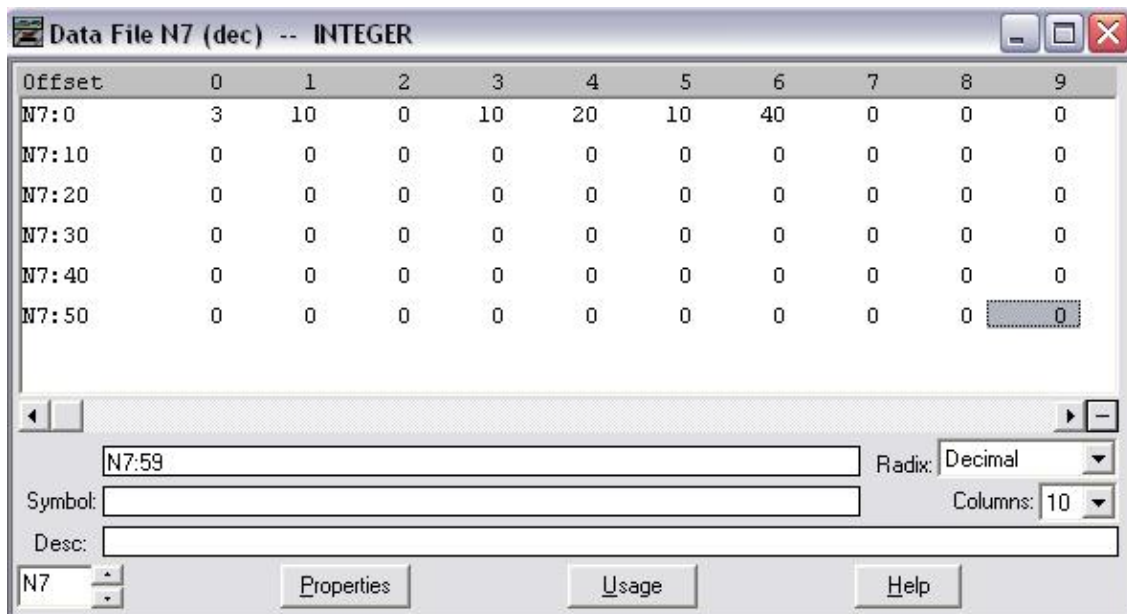 Data File N7 (dec) -- INTEGER
Offset 0 1 2 3 4 5 6 7 8 9
N7:0 3 10 0 10 20 10 40 0 0 0
N7:10 0 0 0 0 0 0 0 0 0 0
N7:20 0 0 0 0 0 0 0 0 0 0
N7:30 0 0 0 0 0 0 0 0 0 0
N7:40 0 0 0 0 0 0 0 0 0 0
N7:50 0 0 0 0 0 0 0 0 0 0
N7:59 Radix: Decimal
Symbol: Columns: 10
Desc:
N7 Properties Usage Help